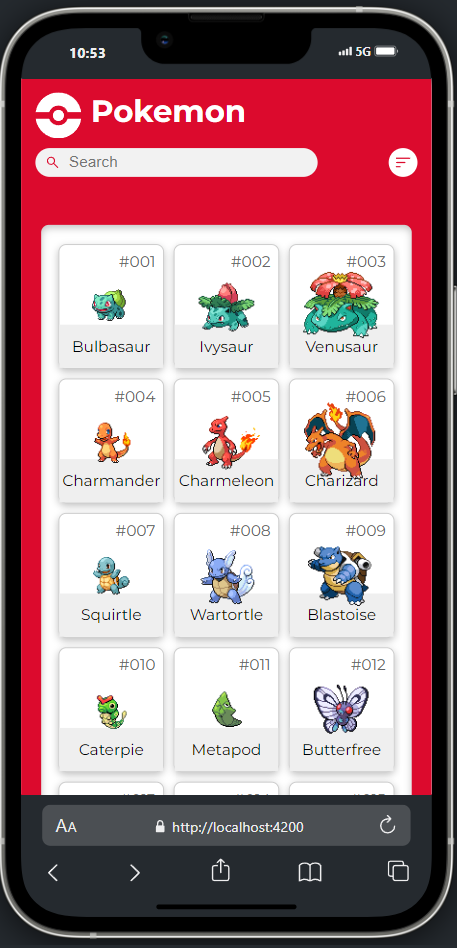 10:53 5G
Pokemon
Search
#001 #002 #003
Bulbasaur Ivysaur Venusaur
#004 #005 #006
Charmander Charmeleon Charizard
#007 #008 #009
Squirtle Wartortle Blastoise
#010 #011 #012
Caterpie Metapod Butterfree
AA http://localhost:4200